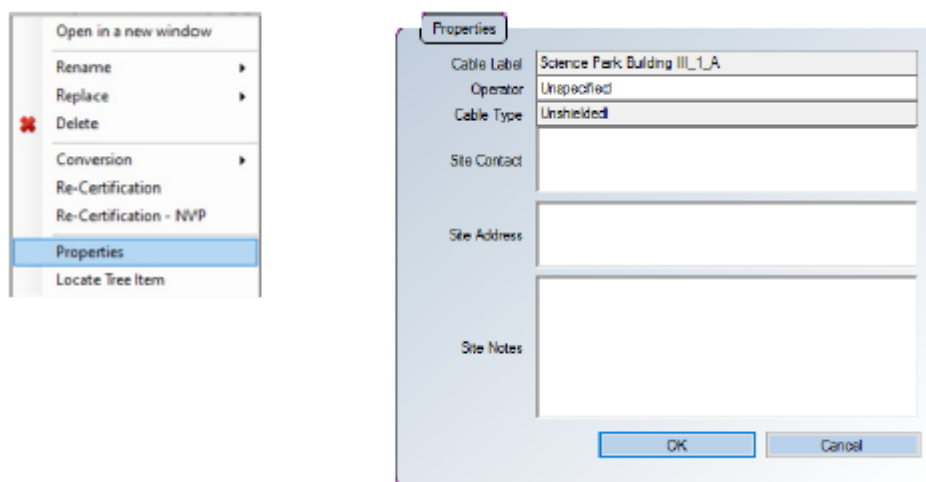 Open in a new window
Rename
Replace
Delete
Conversion
Re-Certification
Re-Certification - NVP
Properties
Locate Tree Item
Properties
Cable Label Science Park Building III_1_A
Operator Unspecified
Cable Type Unshielded
Site Contact
Site Address
Site Notes
OK Cancel